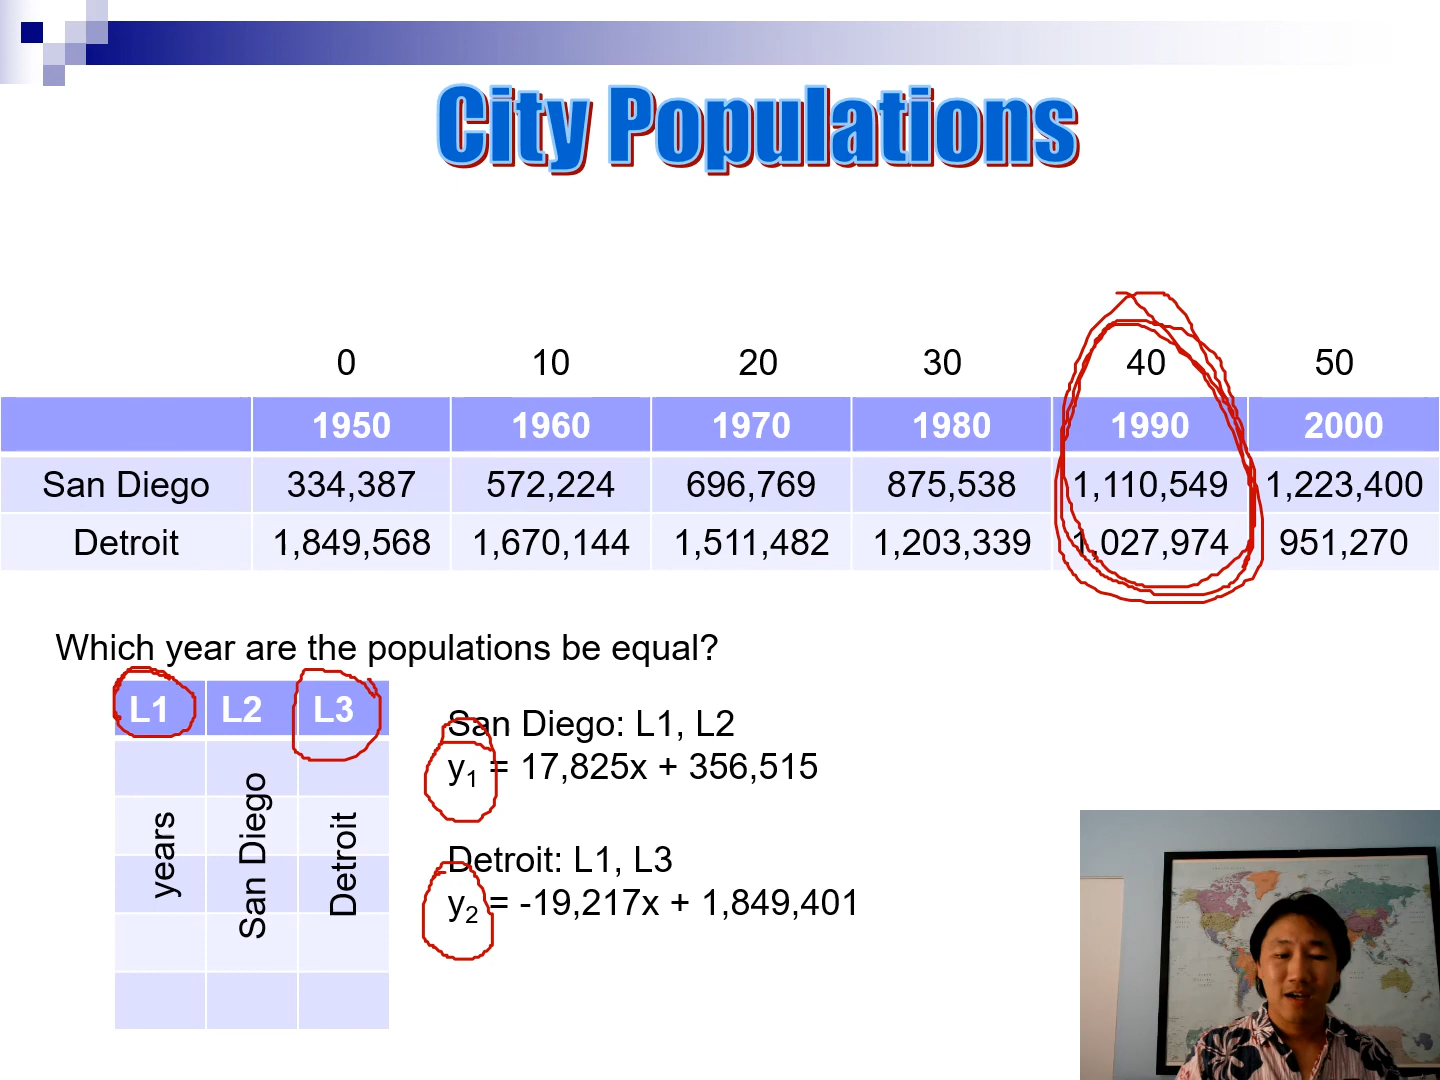 City Populations
0 10 20 30 40 50
1950 1960 1970 1980 1990 2000
San Diego 334,387 572,224 696,769 875,538 1,110,549 1,223,400
Detroit 1,849,568 1,670,144 1,511,482 1,203,339 1,027,974 951,270
Which year are the populations be equal?
L1 L2 L3
years San Diego Detroit
San Diego: L1, L2
y1 = 17,825x + 356,515
Detroit: L1, L3
y2 = -19,217x + 1,849,401